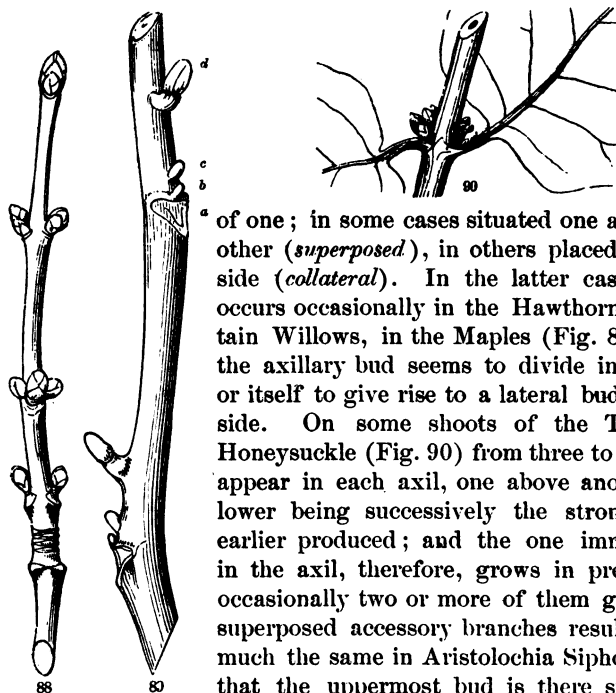 d
c
b
a
90
of one; in some cases situated one a
other (superposed), in others placed
side (collateral). In the latter cas
occurs occasionally in the Hawthorn
tain Willows, in the Maples (Fig. 8
the axillary bud seems to divide in
or itself to give rise to a lateral bud
side. On some shoots of the T
Honeysuckle (Fig. 90) from three to
appear in each axil, one above ano
lower being successively the stron
earlier produced; and the one imm
in the axil, therefore, grows in pre
occasionally two or more of them g
superposed accessory branches resul
much the same in Aristolochia Sipho
that the uppermost bud is there s
88
89